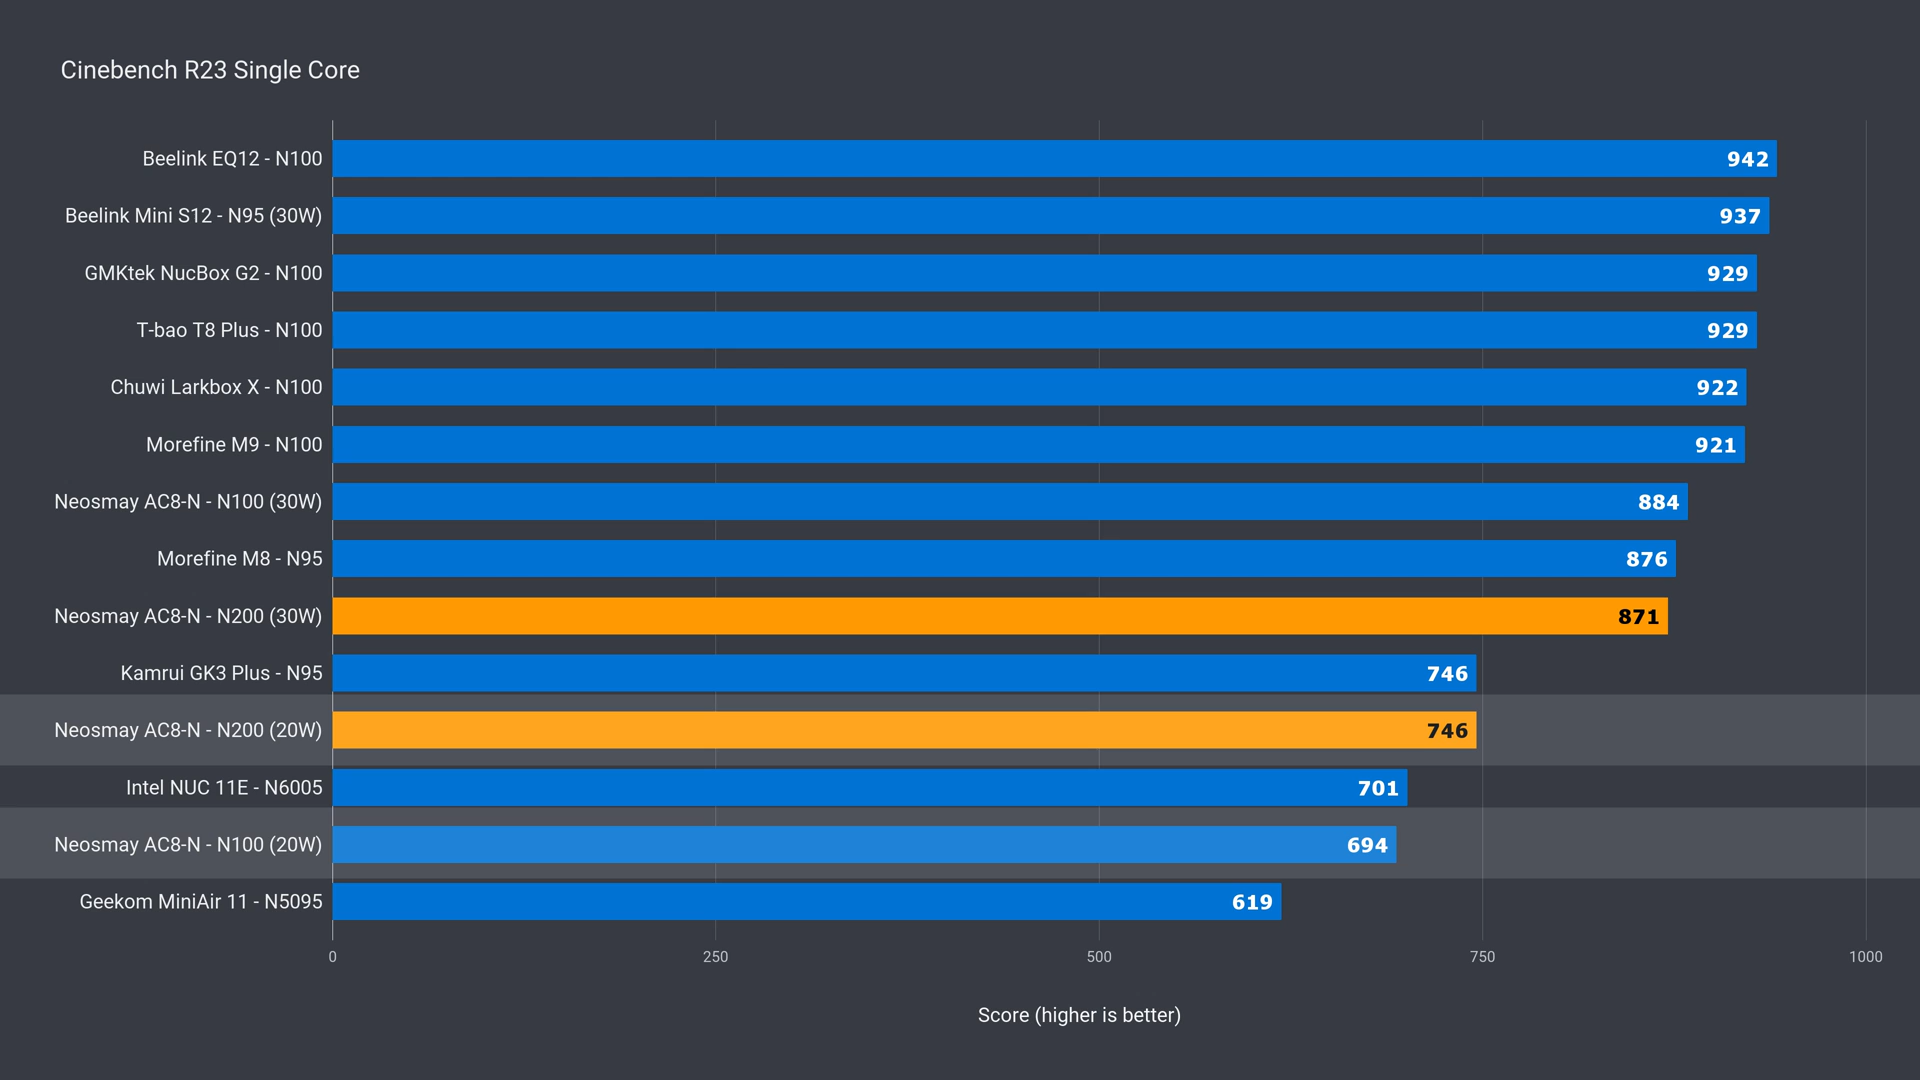 Cinebench R23 Single Core
Beelink EQ12 - N100 942
Beelink Mini S12 - N95 (30W) 937
GMKtek NucBox G2 - N100 929
T-bao T8 Plus - N100 929
Chuwi Larkbox X - N100 922
Morefine M9 - N100 921
Neosmay AC8-N - N100 (30W) 884
Morefine M8 - N95 876
Neosmay AC8-N - N200 (30W) 871
Kamrui GK3 Plus - N95 746
Neosmay AC8-N - N200 (20W) 746
Intel NUC 11E - N6005 701
Neosmay AC8-N - N100 (20W) 694
Geekom MiniAir 11 - N5095 619
0 250 500 750 1000
Score (higher is better)